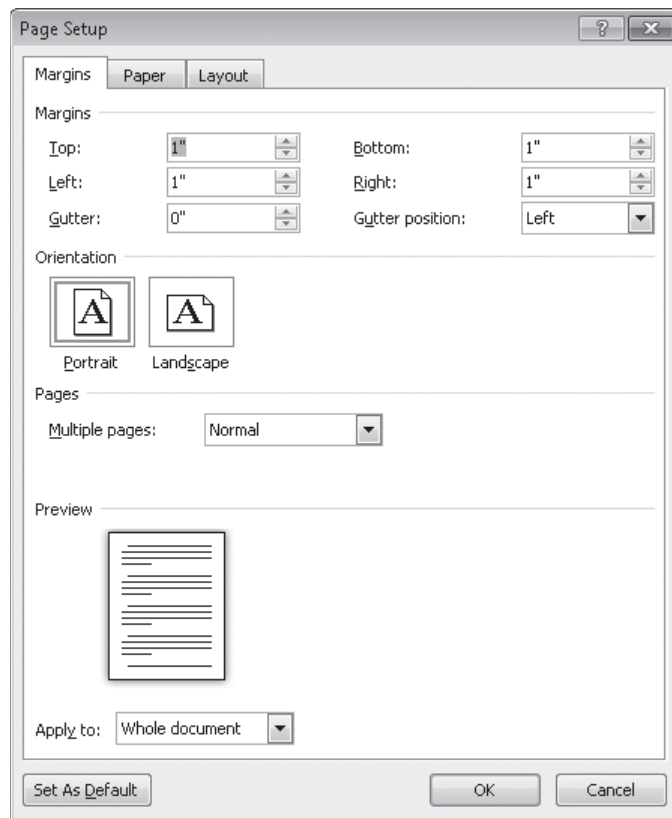 Page Setup
Margins Paper Layout
Margins
Top: 1" Bottom: 1"
Left: 1" Right: 1"
Gutter: 0" Gutter position: Left
Orientation
A A
Portrait Landscape
Pages
Multiple pages: Normal
Preview
Apply to: Whole document
Set As Default OK Cancel